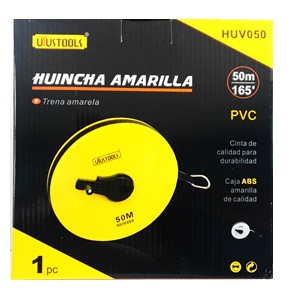 UYUSTOOLS
HUV050
HUINCHA AMARILLA
P Trena amarela
50m
165'
PVC
Cinta de
calidad para
durabilidad
Caja ABS
amarilla
de calidad
UYUSTOOLS
50M
HUV050
1 pc